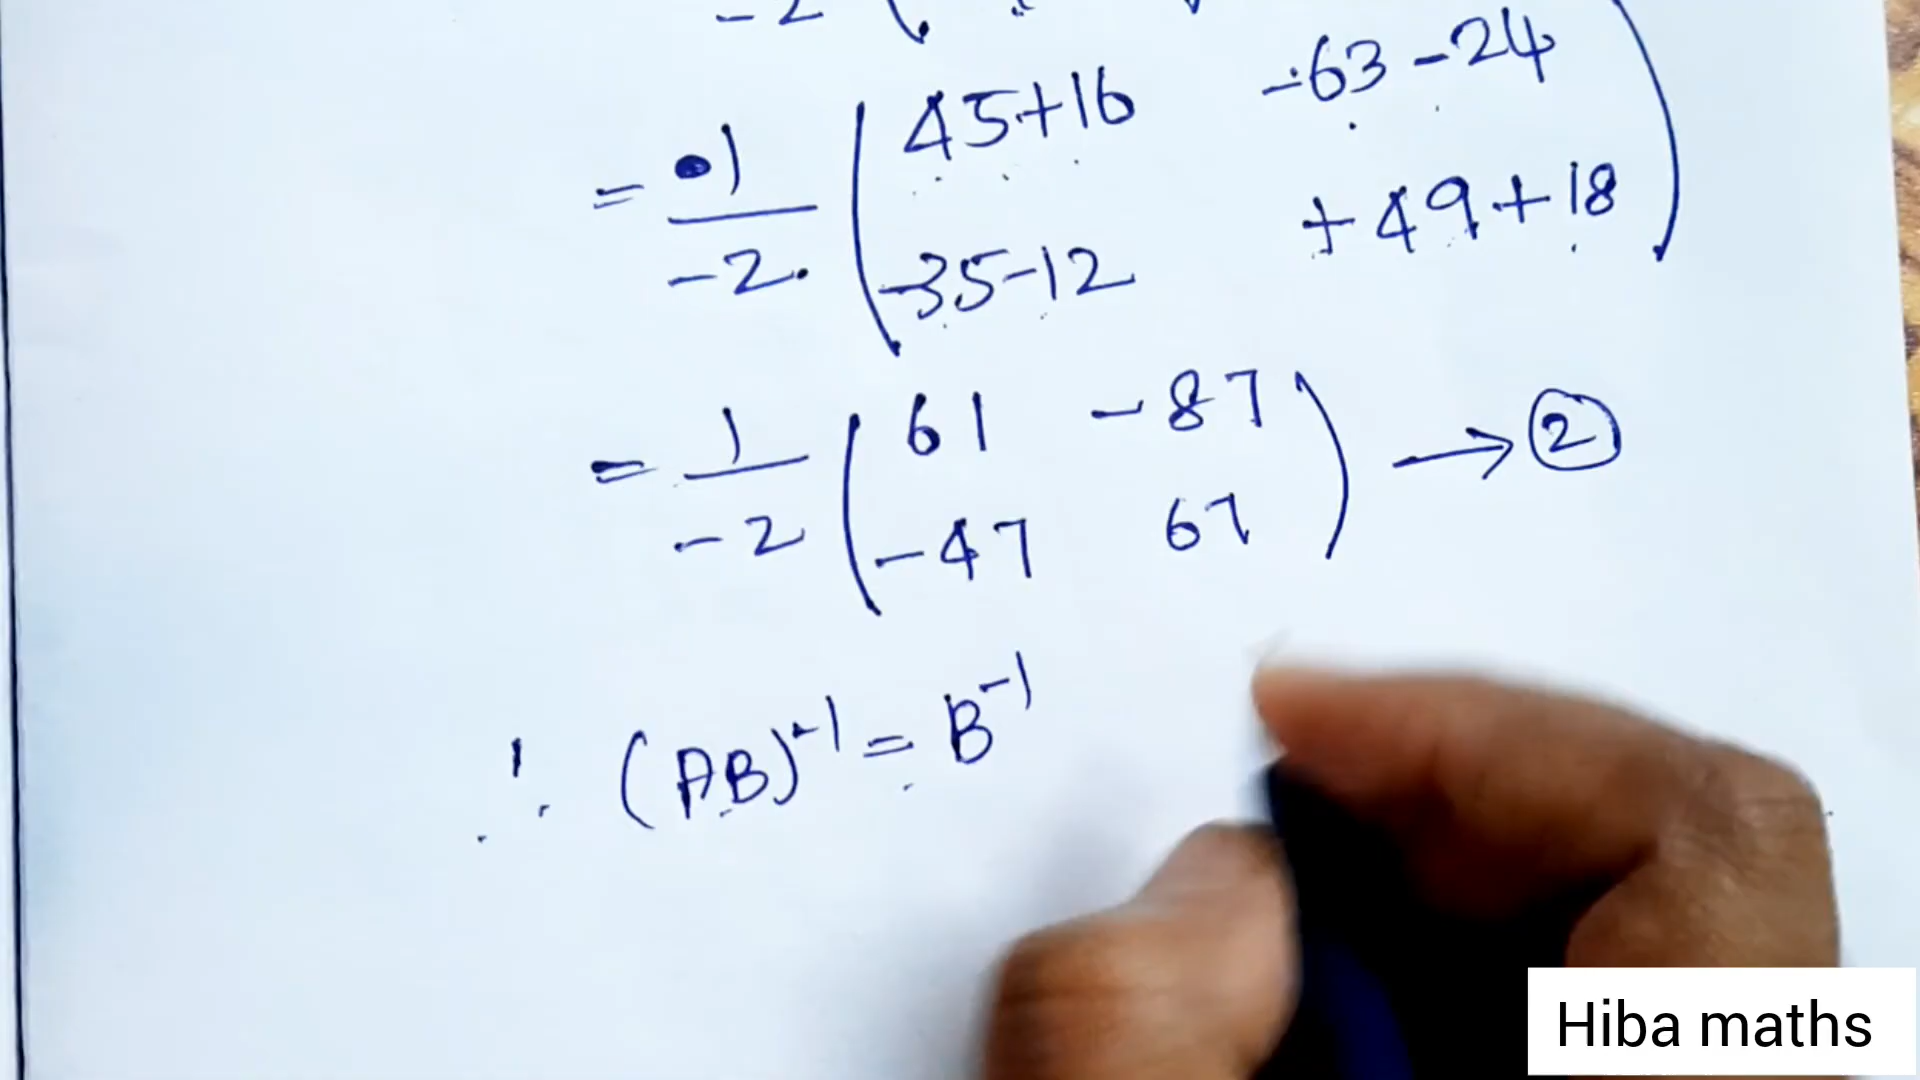 -2 (
= 1/-2 ( 45+16 -63-24
-35-12 +49+18 )
= 1/-2 ( 61 -87
-47 67 ) → ②
∴ (AB)⁻¹ = B⁻¹
Hiba maths